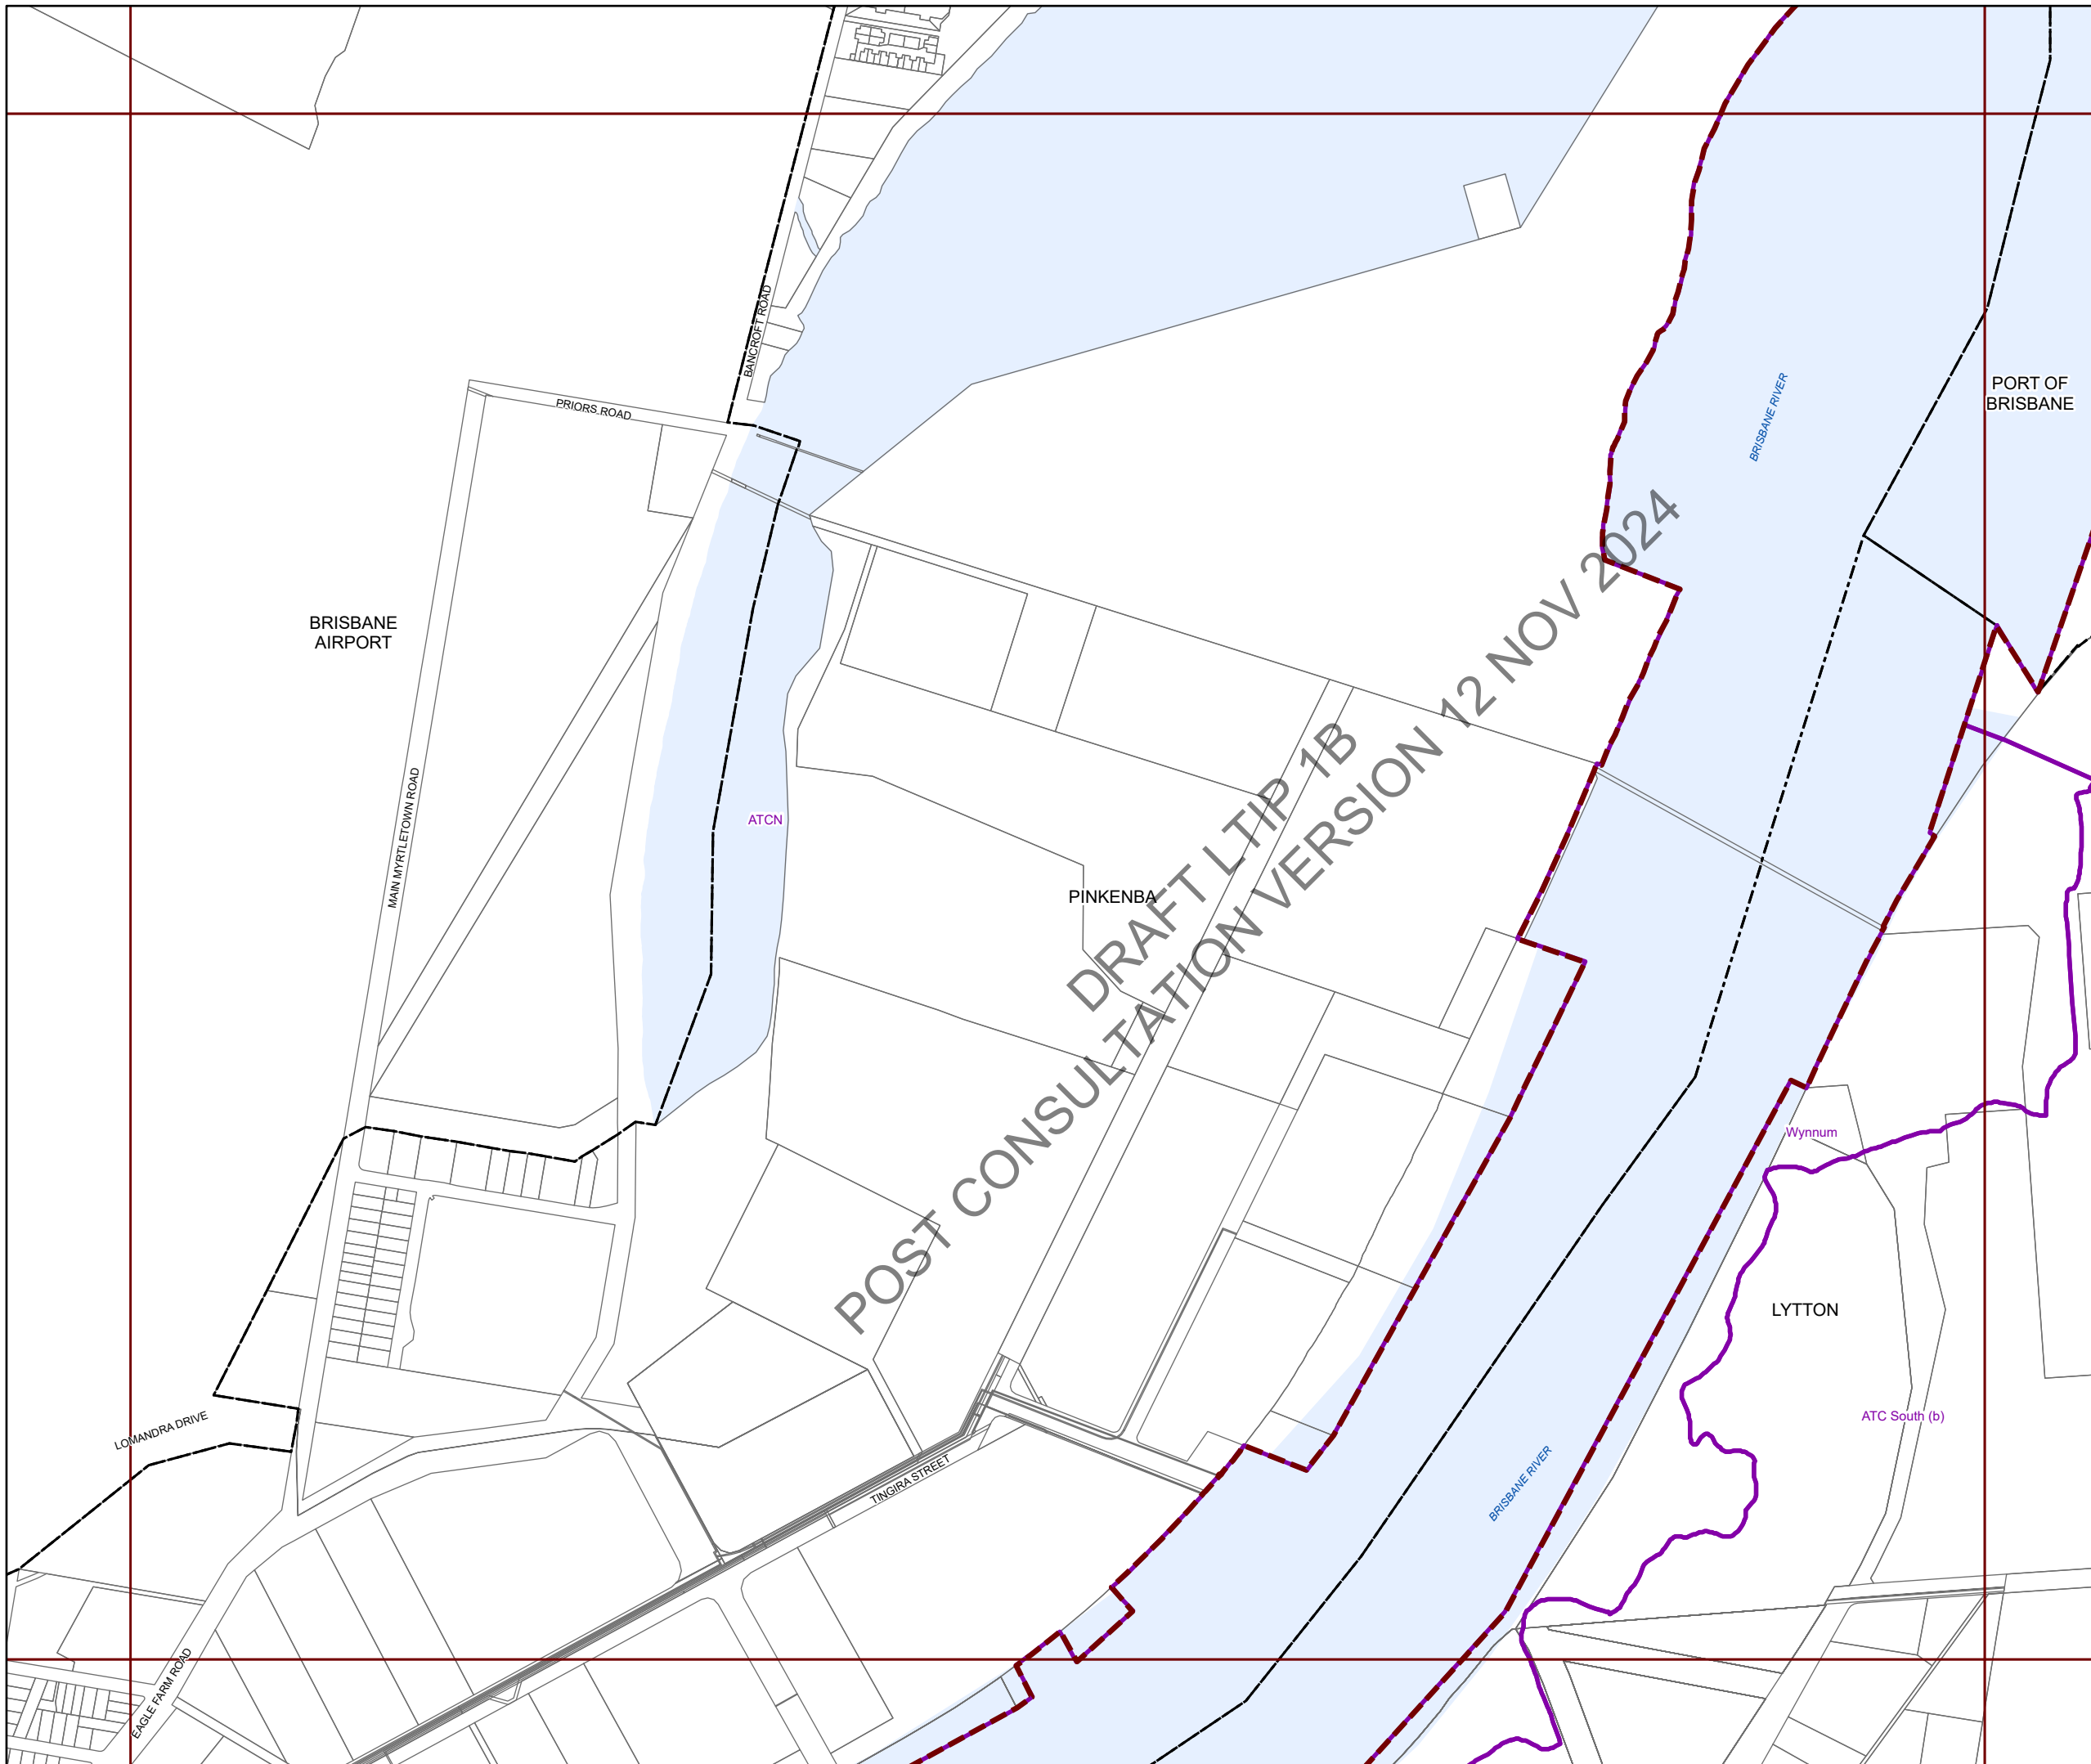 BANCROFT ROAD
PRIORS ROAD
PORT OF
BRISBANE
BRISBANE RIVER
BRISBANE
AIRPORT
MAIN MYRTLETOWN ROAD
ATCN
PINKENBA
DRAFT LTIP 1B
POST CONSULTATION VERSION 12 NOV 2024
Wynnum
LYTTON
ATC South (b)
LOMANDRA DRIVE
TINGIRA STREET
BRISBANE RIVER
EAGLE FARM ROAD